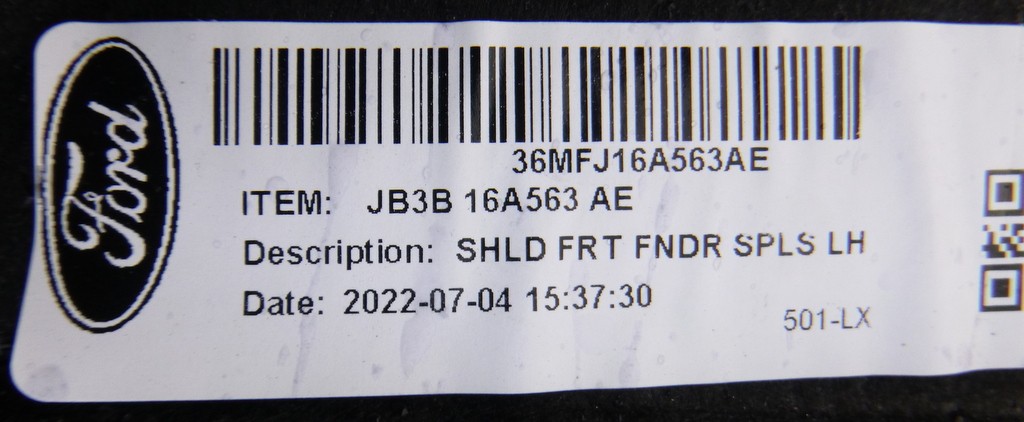 Ford
36MFJ16A563AE
ITEM: JB3B 16A563 AE
Description: SHLD FRT FNDR SPLS LH
Date: 2022-07-04 15:37:30
501-LX